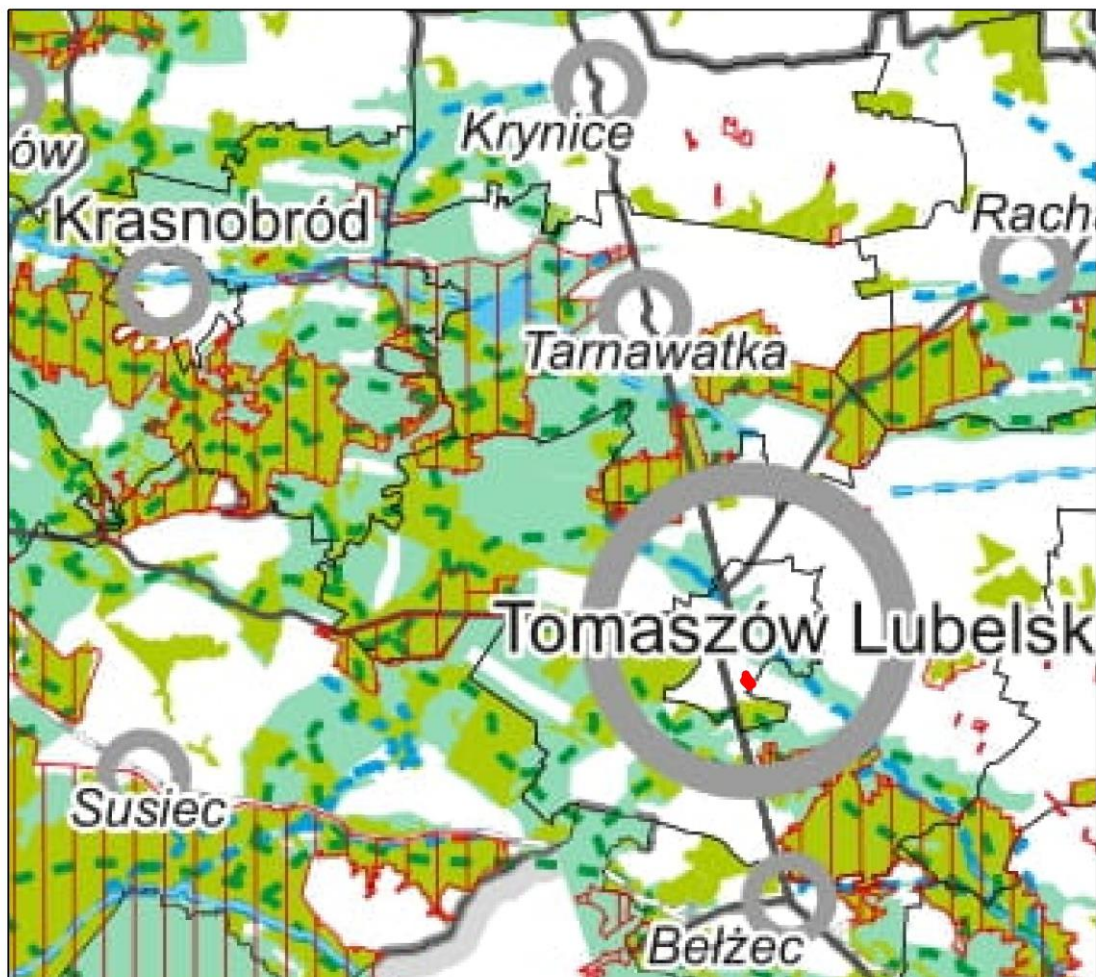 Krynice
ów
Krasnobród
Racha
Tarnawatka
Tomaszów Lubelsk
Susiec
Bełżec